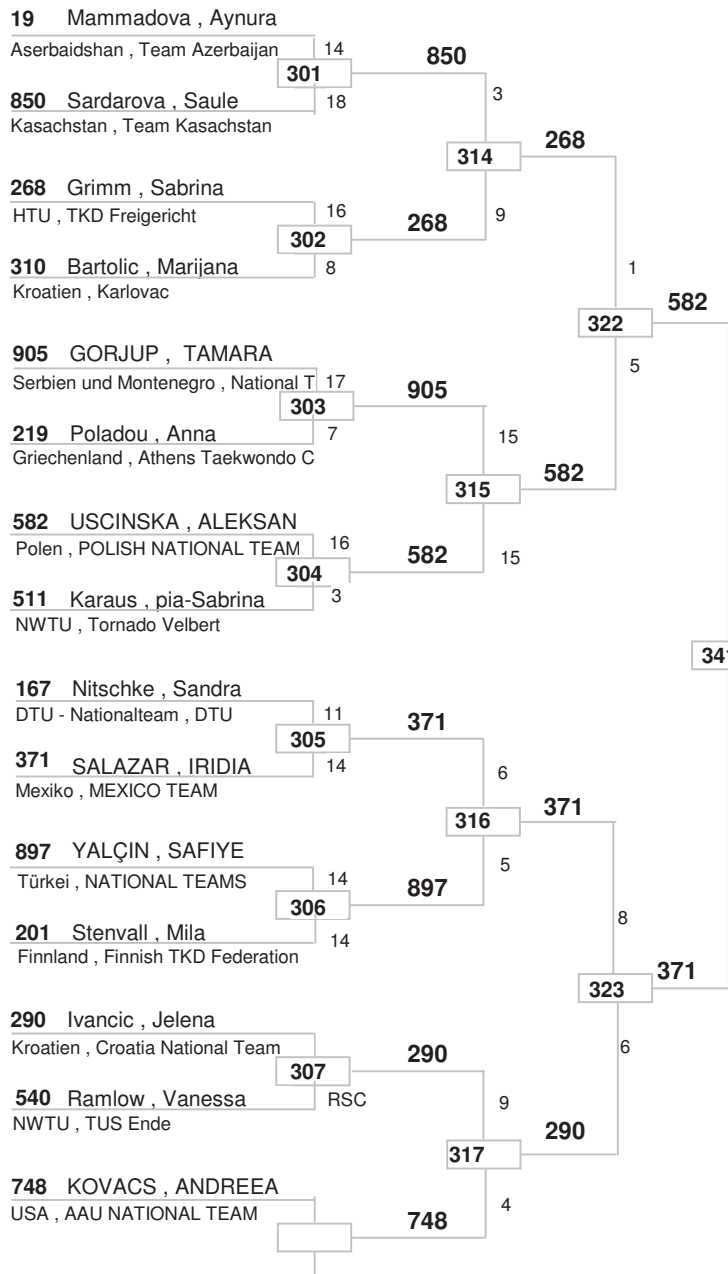 19 Mammadova , Aynura
Aserbaidshan , Team Azerbaijan
14
301
850
850 Sardarova , Saule
18
Kasachstan , Team Kasachstan
3
314
268
268 Grimm , Sabrina
HTU , TKD Freigericht
16
302
268
9
310 Bartolic , Marijana
8
Kroatien , Karlovac
1
322
582
905 GORJUP , TAMARA
Serbien und Montenegro , National T
17
303
905
5
219 Poladou , Anna
7
Griechenland , Athens Taekwondo C
15
315
582
582 USCINSKA , ALEKSAN
Polen , POLISH NATIONAL TEAM
16
304
582
15
511 Karaus , pia-Sabrina
3
NWTU , Tornado Velbert
341
167 Nitschke , Sandra
DTU - Nationalteam , DTU
11
305
371
371 SALAZAR , IRIDIA
14
Mexiko , MEXICO TEAM
6
316
371
897 YALÇIN , SAFIYE
Türkei , NATIONAL TEAMS
14
306
897
5
201 Stenvall , Mila
14
Finnland , Finnish TKD Federation
8
323
371
290 Ivancic , Jelena
Kroatien , Croatia National Team
307
290
6
540 Ramlow , Vanessa
RSC
NWTU , TUS Ende
9
317
290
748 KOVACS , ANDREEA
USA , AAU NATIONAL TEAM
748
4